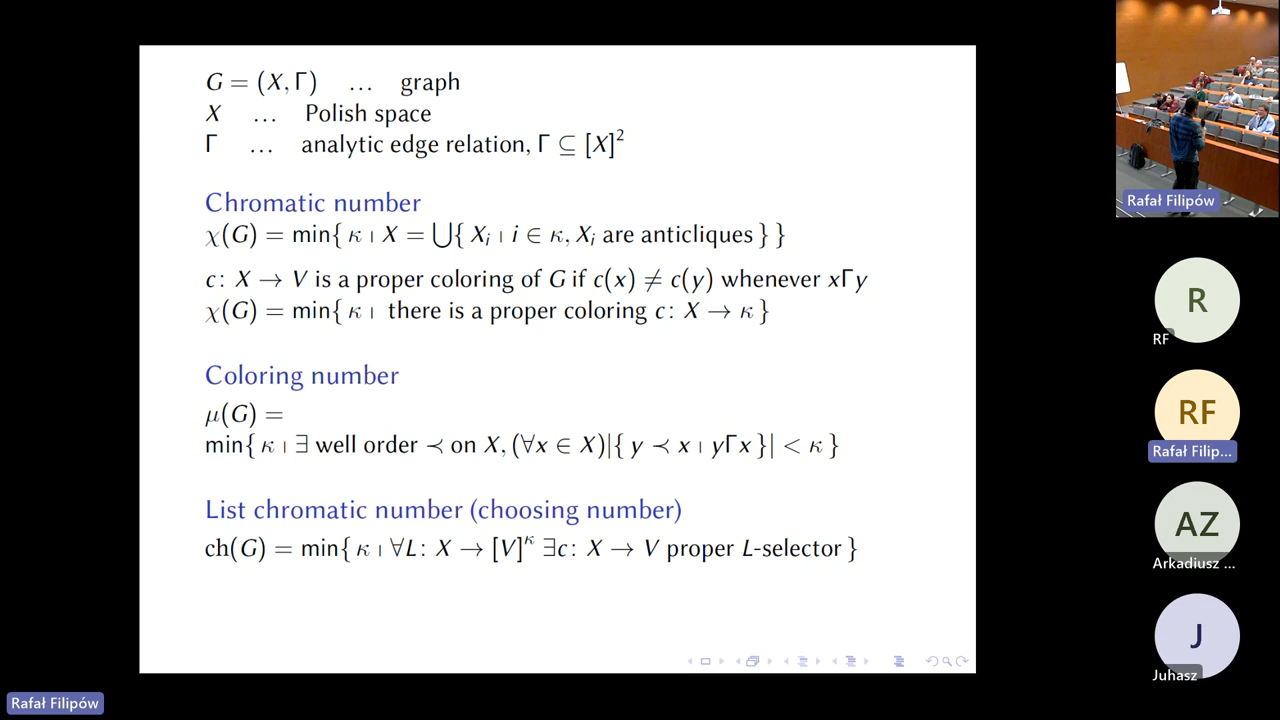 G = (X, Γ) … graph
X … Polish space
Γ … analytic edge relation, Γ ⊆ [X]²
Chromatic number
χ(G) = min{ κ ı X = ⋃{ Xᵢ ı i ∈ κ, Xᵢ are anticliques } }
c: X → V is a proper coloring of G if c(x) ≠ c(y) whenever xΓy
χ(G) = min{ κ ı there is a proper coloring c: X → κ }
Coloring number
μ(G) =
min{ κ ı ∃ well order ≺ on X, (∀x ∈ X)|{ y ≺ x ı yΓx }| < κ }
List chromatic number (choosing number)
ch(G) = min{ κ ı ∀L: X → [V]^κ ∃c: X → V proper L-selector }
Rafał Filipów
R
RF
RF
Rafał Filip...
AZ
Arkadiusz ...
J
Juhasz
Rafał Filipów